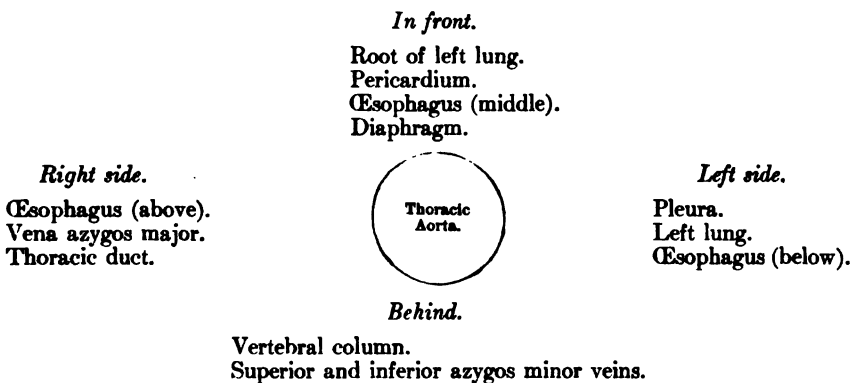 In front.
Root of left lung.
Pericardium.
Œsophagus (middle).
Diaphragm.
Right side.
Œsophagus (above).
Vena azygos major.
Thoracic duct.
Thoracic
Aorta.
Left side.
Pleura.
Left lung.
Œsophagus (below).
Behind.
Vertebral column.
Superior and inferior azygos minor veins.